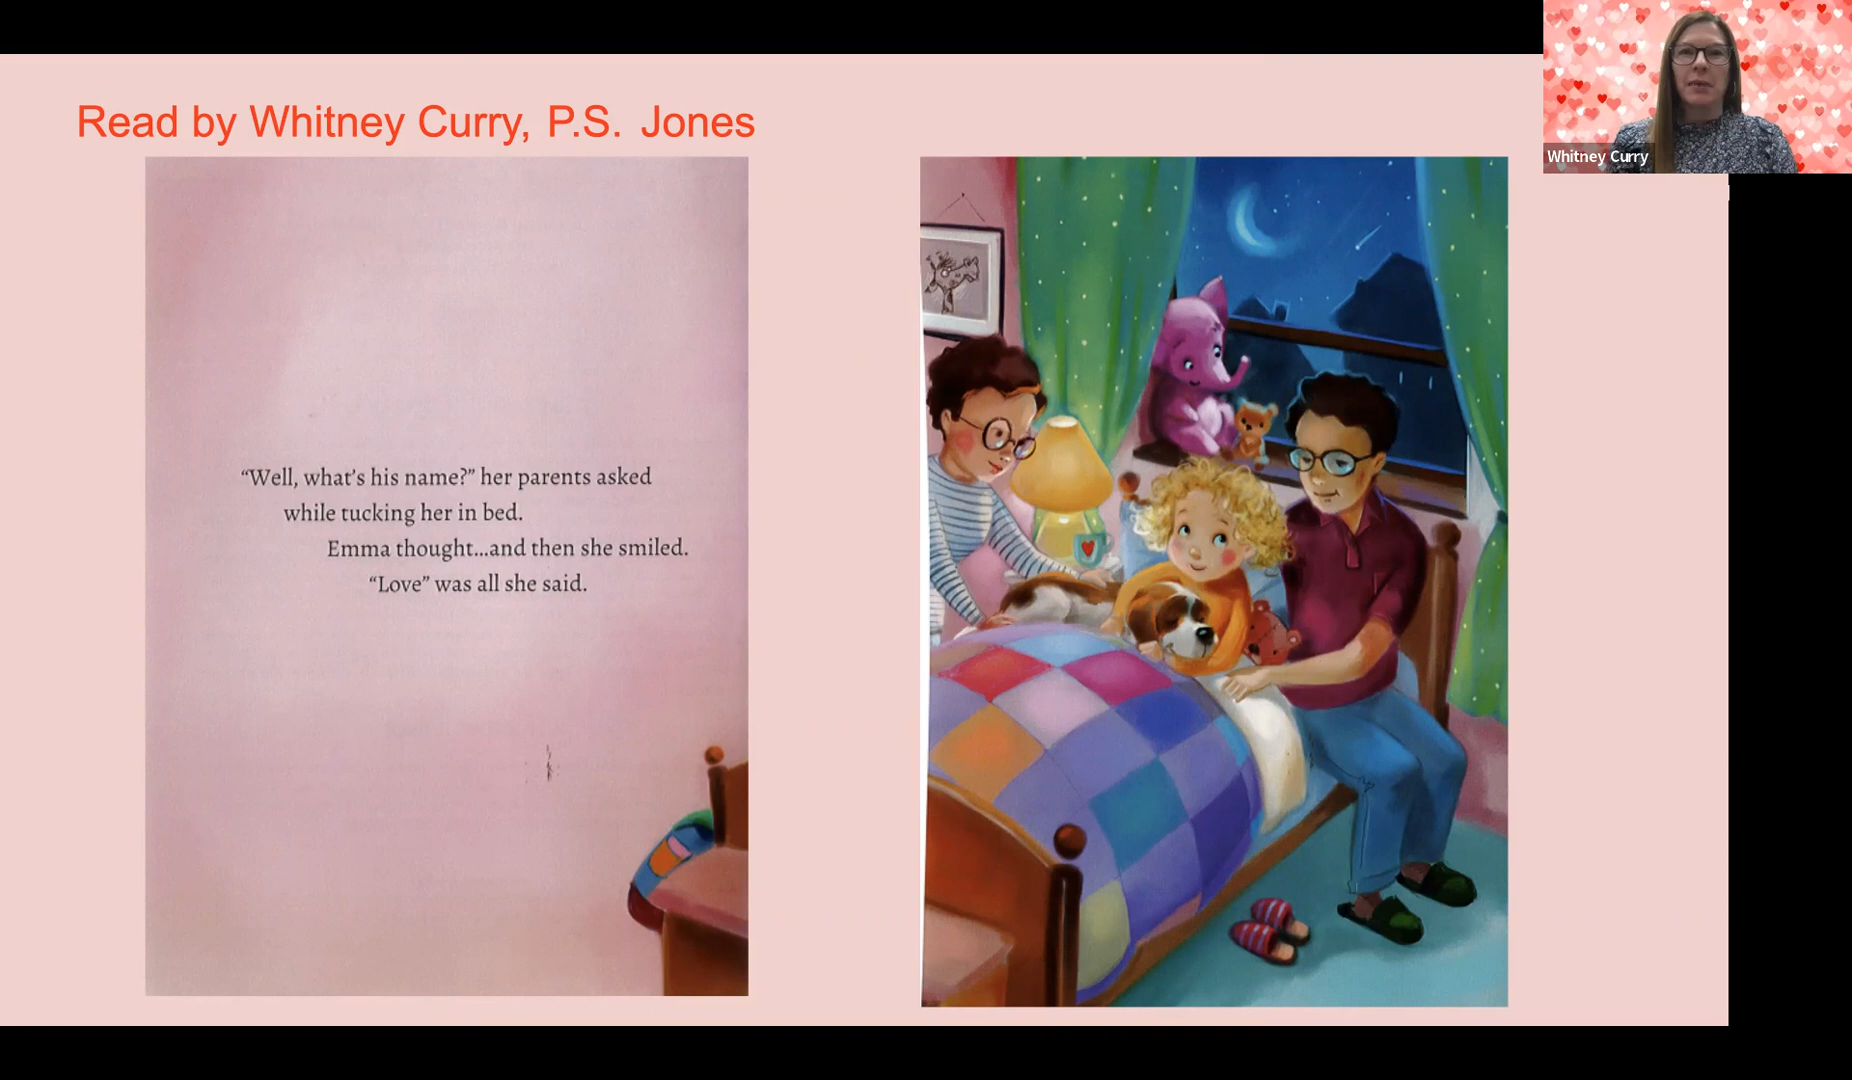 Read by Whitney Curry, P.S. Jones
“Well, what’s his name?” her parents asked
while tucking her in bed.
Emma thought...and then she smiled.
“Love” was all she said.
Whitney Curry